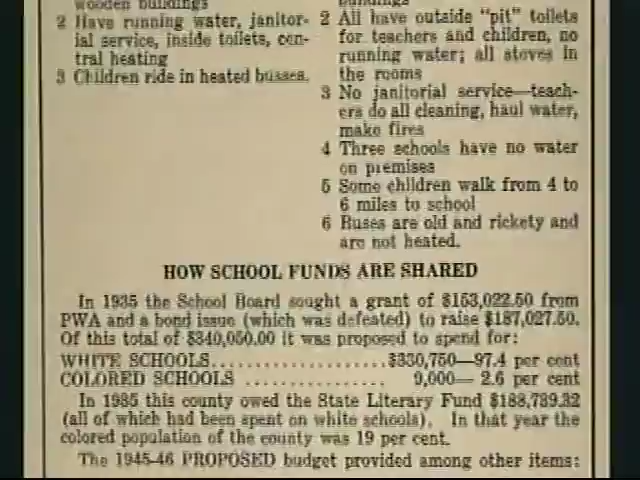 wooden buildings
2 Have running water, janitor-
ial service, inside toilets, cen-
tral heating
3 Children ride in heated busses.
buildings
2 All have outside "pit" toilets
for teachers and children, no
running water; all stoves in
the rooms
3 No janitorial service—teach-
ers do all cleaning, haul water,
make fires
4 Three schools have no water
on premises
5 Some children walk from 4 to
6 miles to school
6 Buses are old and rickety and
are not heated.
HOW SCHOOL FUNDS ARE SHARED
In 1935 the School Board sought a grant of $153,022.50 from
PWA and a bond issue (which was defeated) to raise $187,027.50.
Of this total of $340,050.00 it was proposed to spend for:
WHITE SCHOOLS......................$330,750—97.4 per cent
COLORED SCHOOLS ................ 9,000— 2.6 per cent
In 1935 this county owed the State Literary Fund $188,789.32
(all of which had been spent on white schools). In that year the
colored population of the county was 19 per cent.
The 1945-46 PROPOSED budget provided among other items: